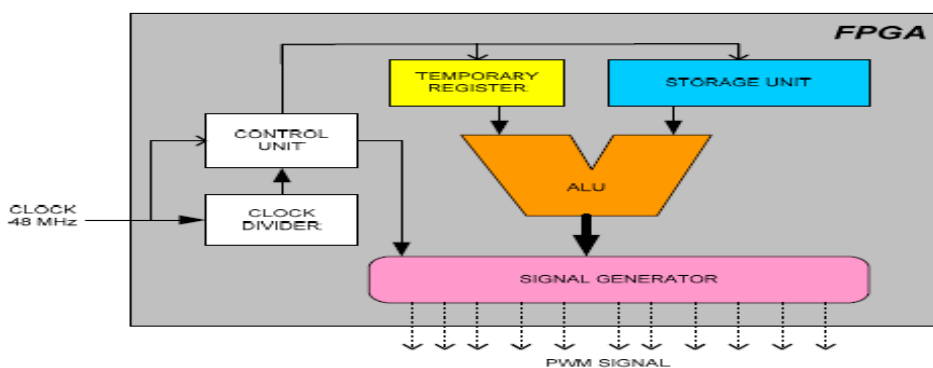 FPGA
TEMPORARY
REGISTER
STORAGE UNIT
CONTROL
UNIT
ALU
CLOCK
48 MHz
CLOCK
DIVIDER
SIGNAL GENERATOR
PWM SIGNAL